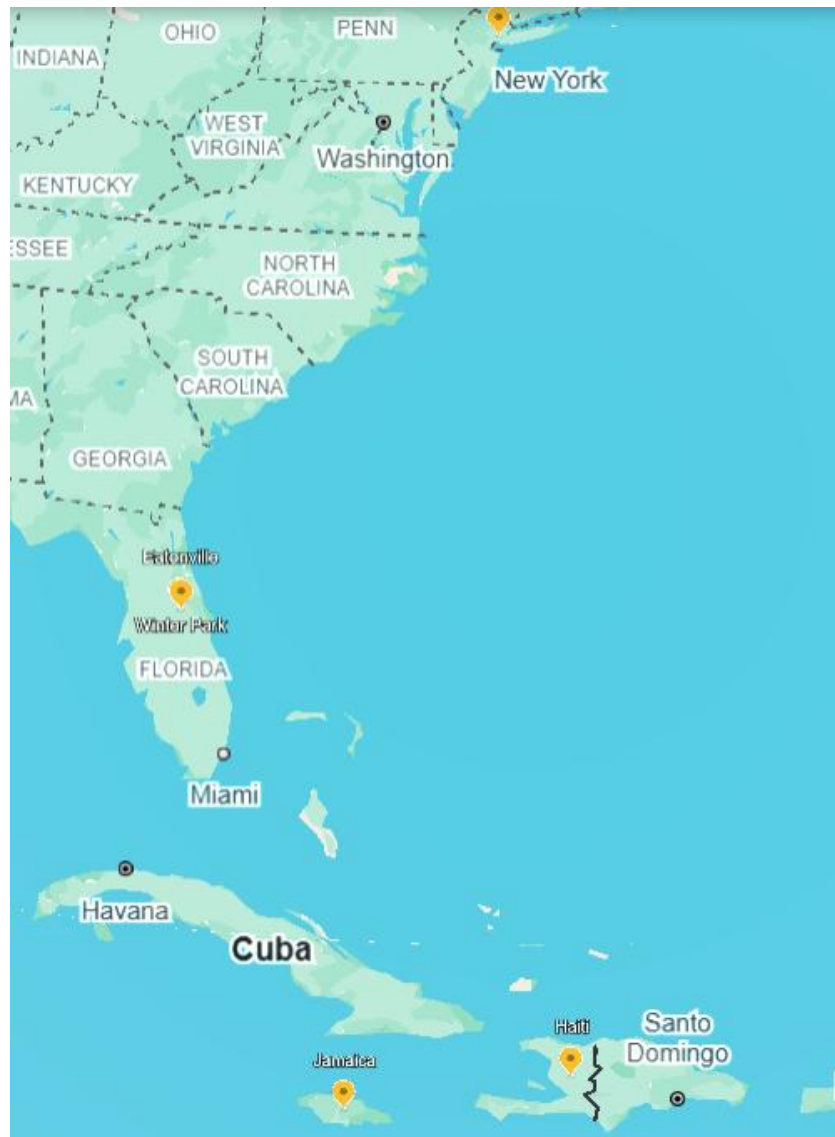 OHIO
PENN
INDIANA
New York
WEST
VIRGINIA
Washington
KENTUCKY
ESSEE
NORTH
CAROLINA
SOUTH
CAROLINA
MA
GEORGIA
Eatonville
Winter Park
FLORIDA
Miami
Havana
Cuba
Haiti
Santo
Domingo
Jamaica